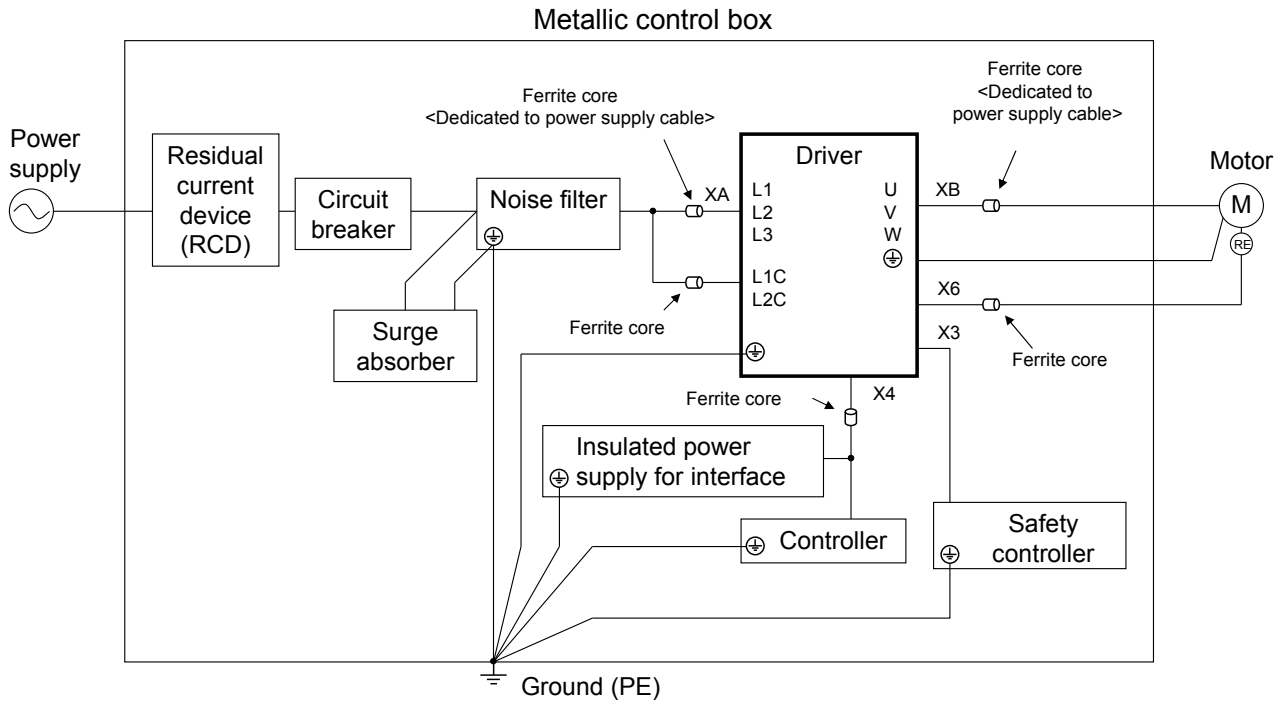 Metallic control box
Power
supply
Residual
current
device
(RCD)
Circuit
breaker
Surge
absorber
Noise filter
Ferrite core
<Dedicated to power supply cable>
XA
Ferrite core
Driver
L1
L2
L3
L1C
L2C
U
V
W
XB
X6
X3
X4
Ferrite core
<Dedicated to
power supply cable>
Motor
M
RE
Ferrite core
Ferrite core
Insulated power
supply for interface
Controller
Safety
controller
Ground (PE)